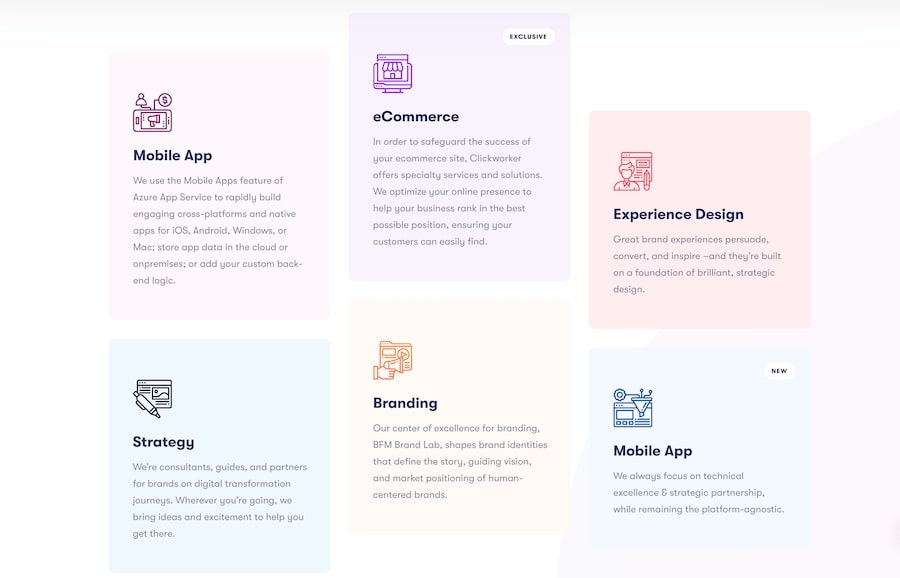 Mobile App
We use the Mobile Apps feature of
Azure App Service to rapidly build
engaging cross-platforms and native
apps for iOS, Android, Windows, or
Mac; store app data in the cloud or
onpremises; or add your custom back-
end logic.
Strategy
We're consultants, guides, and partners
for brands on digital transformation
journeys. Wherever you're going, we
bring ideas and excitement to help you
get there.
EXCLUSIVE
eCommerce
In order to safeguard the success of
your ecommerce site, Clickworker
offers specialty services and solutions.
We optimize your online presence to
help your business rank in the best
possible position, ensuring your
customers can easily find.
Branding
Our center of excellence for branding,
BFM Brand Lab, shapes brand identities
that define the story, guiding vision,
and market positioning of human-
centered brands.
Experience Design
Great brand experiences persuade,
convert, and inspire –and they're built
on a foundation of brilliant, strategic
design.
NEW
Mobile App
We always focus on technical
excellence & strategic partnership,
while remaining the platform-agnostic.